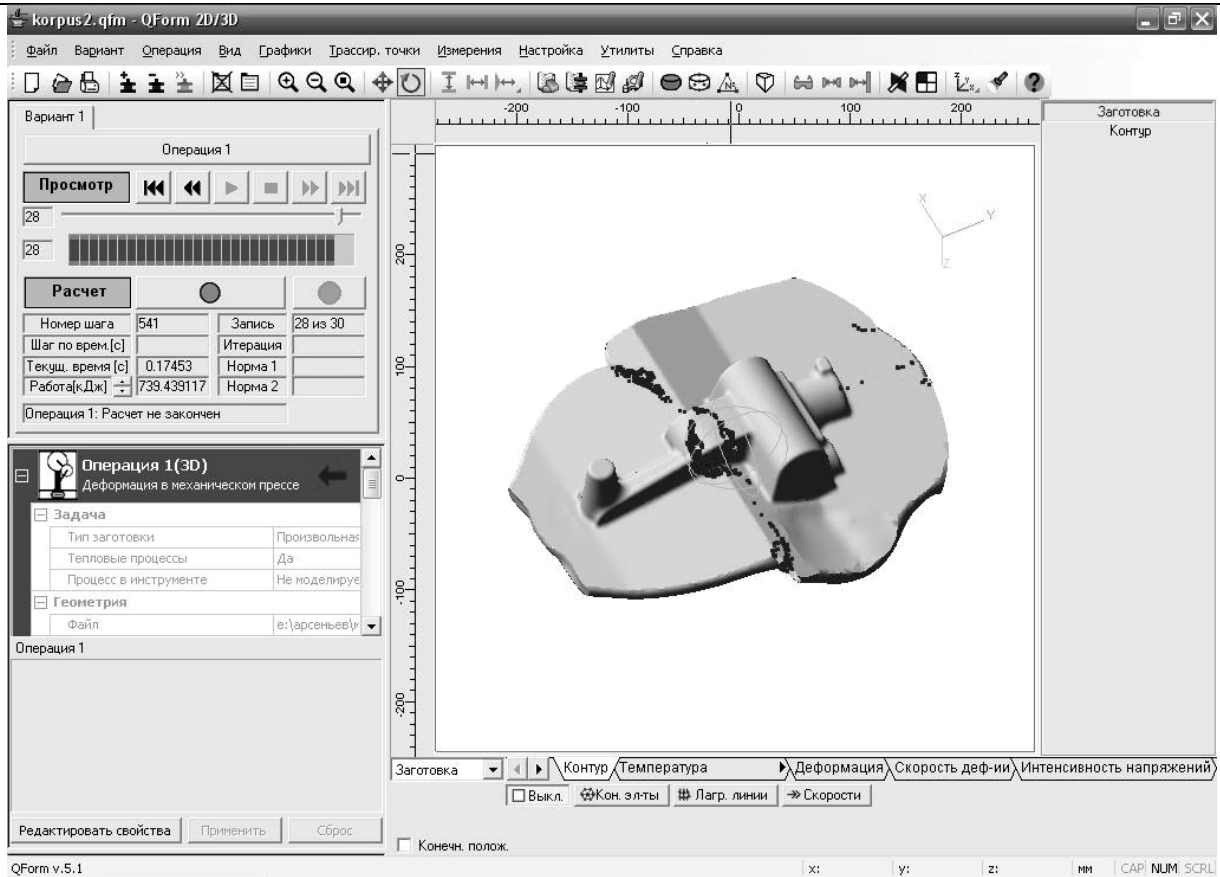 korpus2.qfm - QForm 2D/3D
Файл Вариант Операция Вид Графики Трассир. точки Измерения Настройка Утилиты Справка
Вариант 1
Операция 1
Просмотр
28
28
Расчет
Номер шага 541 Запись 28 из 30
Шаг по врем.[с] Итерация
Текущ. время [с] 0.17453 Норма 1
Работа[кДж] 739.439117 Норма 2
Операция 1: Расчет не закончен
Операция 1(3D)
Деформация в механическом прессе
Задача
Тип заготовки Произвольная
Тепловые процессы Да
Процесс в инструменте Не моделируе
Геометрия
Файл e:\арсеньев\
Операция 1
Редактировать свойства Применить Сброс
-200 -100 0 100 200
200
100
0
-100
-200
X
Y
Z
Заготовка
Контур
Заготовка Контур Температура Деформация Скорость деф-ии Интенсивность напряжений
Выкл. Кон. эл-ты Лагр. линии Скорости
Конечн. полож.
QForm v.5.1 x: y: z: мм CAP NUM SCRL